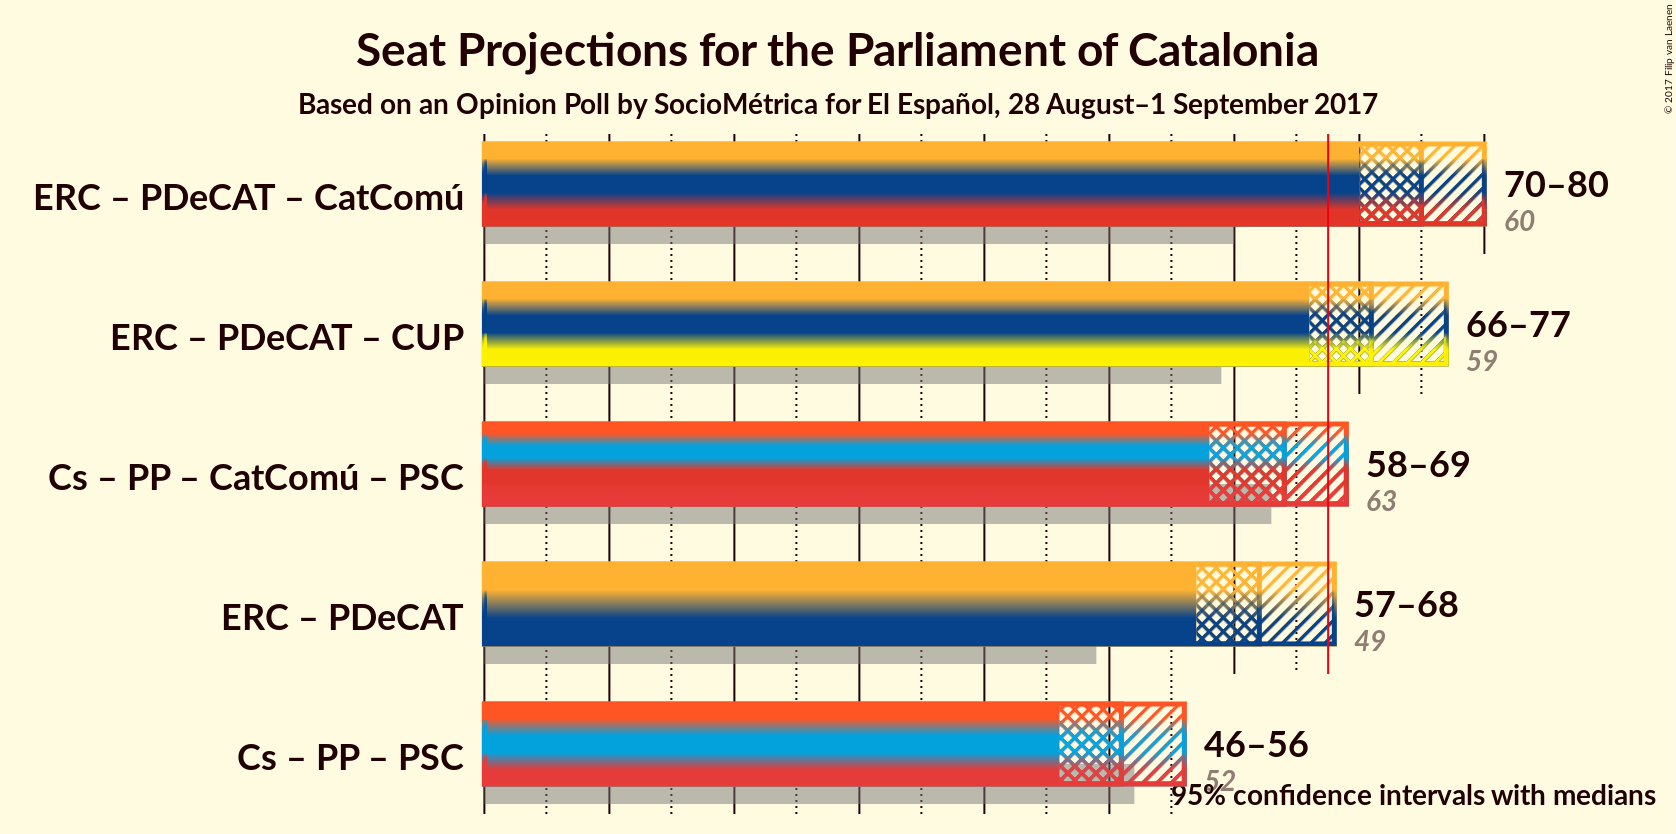 Seat Projections for the Parliament of Catalonia
Based on an Opinion Poll by SocioMétrica for El Español, 28 August–1 September 2017
© 2017 Filip van Laenen
ERC – PDeCAT – CatComú
70–80
60
ERC – PDeCAT – CUP
66–77
59
Cs – PP – CatComú – PSC
58–69
63
ERC – PDeCAT
57–68
49
Cs – PP – PSC
46–56
52
95% confidence intervals with medians